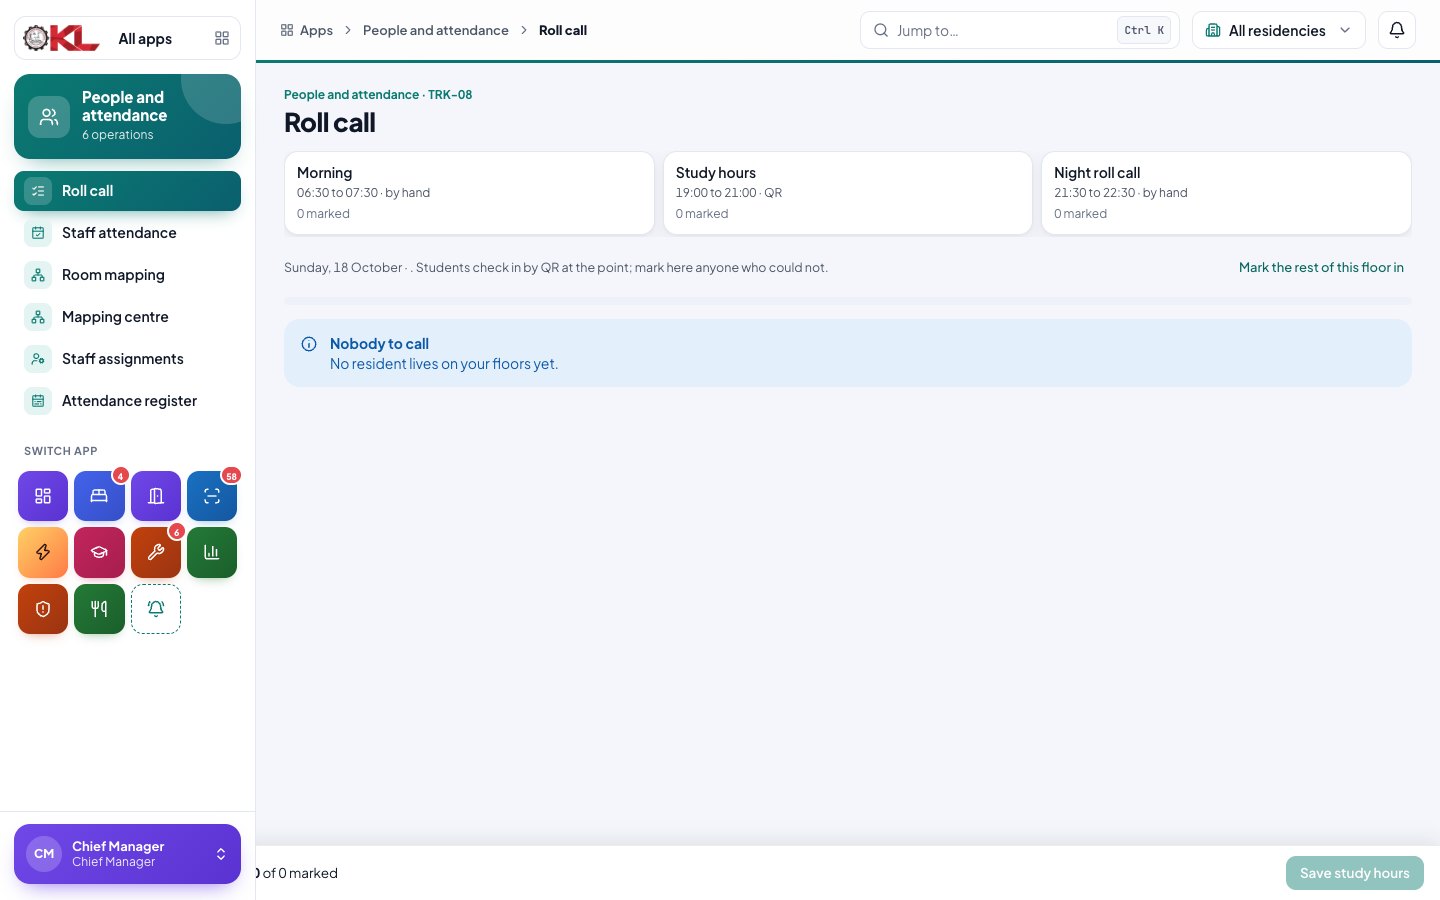 KL
All apps
People and
attendance
6 operations
Roll call
Staff attendance
Room mapping
Mapping centre
Staff assignments
Attendance register
SWITCH APP
4
58
6
CM
Chief Manager
Chief Manager
Apps
People and attendance
Roll call
Jump to…
Ctrl K
All residencies
People and attendance · TRK-08
Roll call
Morning
06:30 to 07:30 · by hand
0 marked
Study hours
19:00 to 21:00 · QR
0 marked
Night roll call
21:30 to 22:30 · by hand
0 marked
Sunday, 18 October · . Students check in by QR at the point; mark here anyone who could not.
Mark the rest of this floor in
Nobody to call
No resident lives on your floors yet.
0 of 0 marked
Save study hours